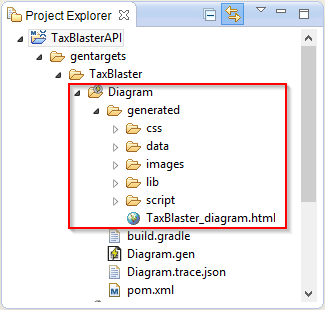 Project Explorer
TaxBlasterAPI
gentargets
TaxBlaster
Diagram
generated
css
data
images
lib
script
TaxBlaster_diagram.html
build.gradle
Diagram.gen
Diagram.trace.json
pom.xml